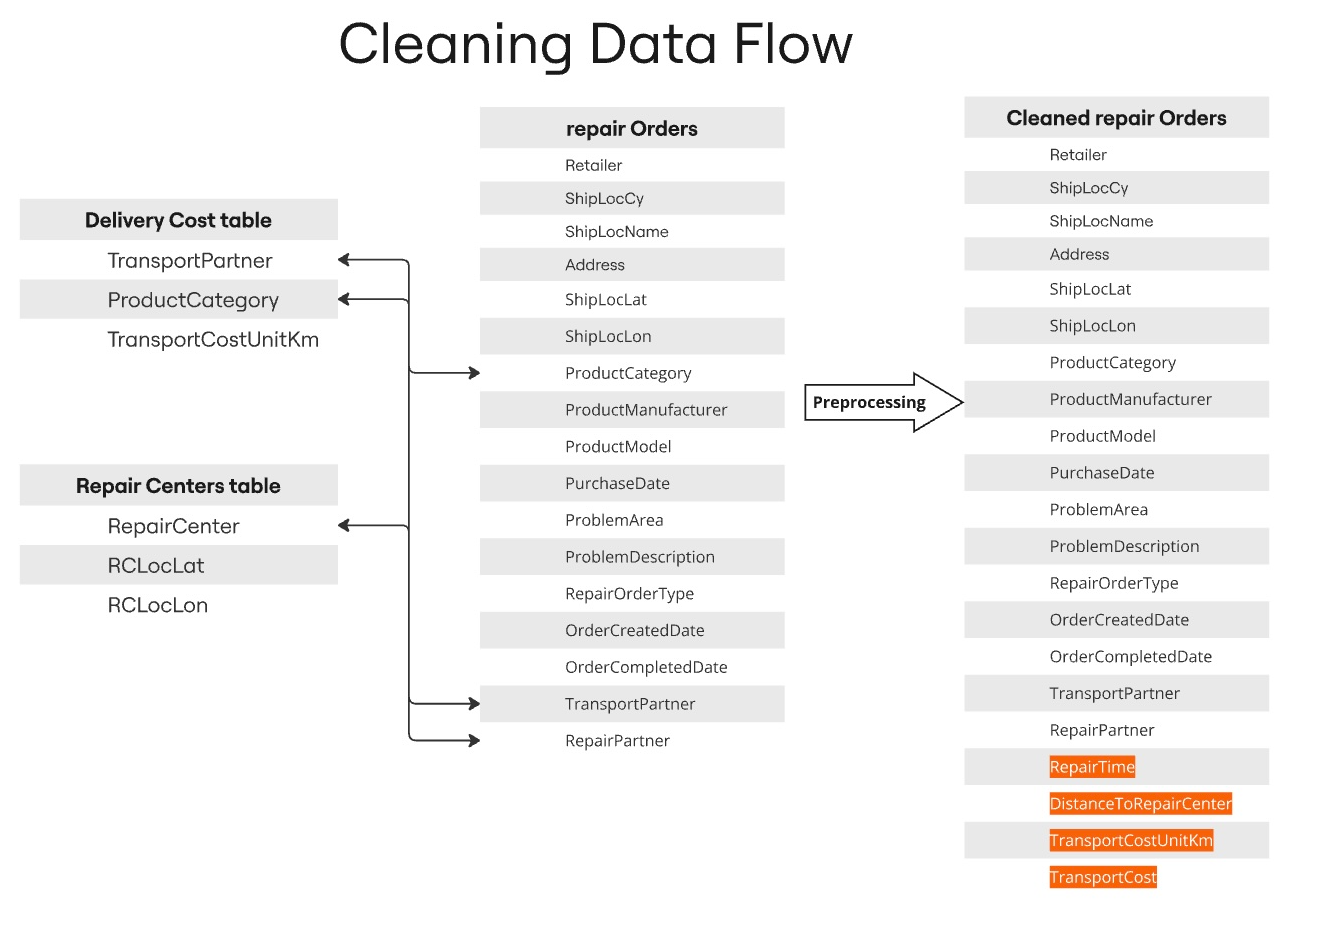 Cleaning Data Flow
Delivery Cost table
TransportPartner
ProductCategory
TransportCostUnitKm
Repair Centers table
RepairCenter
RCLocLat
RCLocLon
repair Orders
Retailer
ShipLocCy
ShipLocName
Address
ShipLocLat
ShipLocLon
ProductCategory
ProductManufacturer
ProductModel
PurchaseDate
ProblemArea
ProblemDescription
RepairOrderType
OrderCreatedDate
OrderCompletedDate
TransportPartner
RepairPartner
Preprocessing
Cleaned repair Orders
Retailer
ShipLocCy
ShipLocName
Address
ShipLocLat
ShipLocLon
ProductCategory
ProductManufacturer
ProductModel
PurchaseDate
ProblemArea
ProblemDescription
RepairOrderType
OrderCreatedDate
OrderCompletedDate
TransportPartner
RepairPartner
RepairTime
DistanceToRepairCenter
TransportCostUnitKm
TransportCost